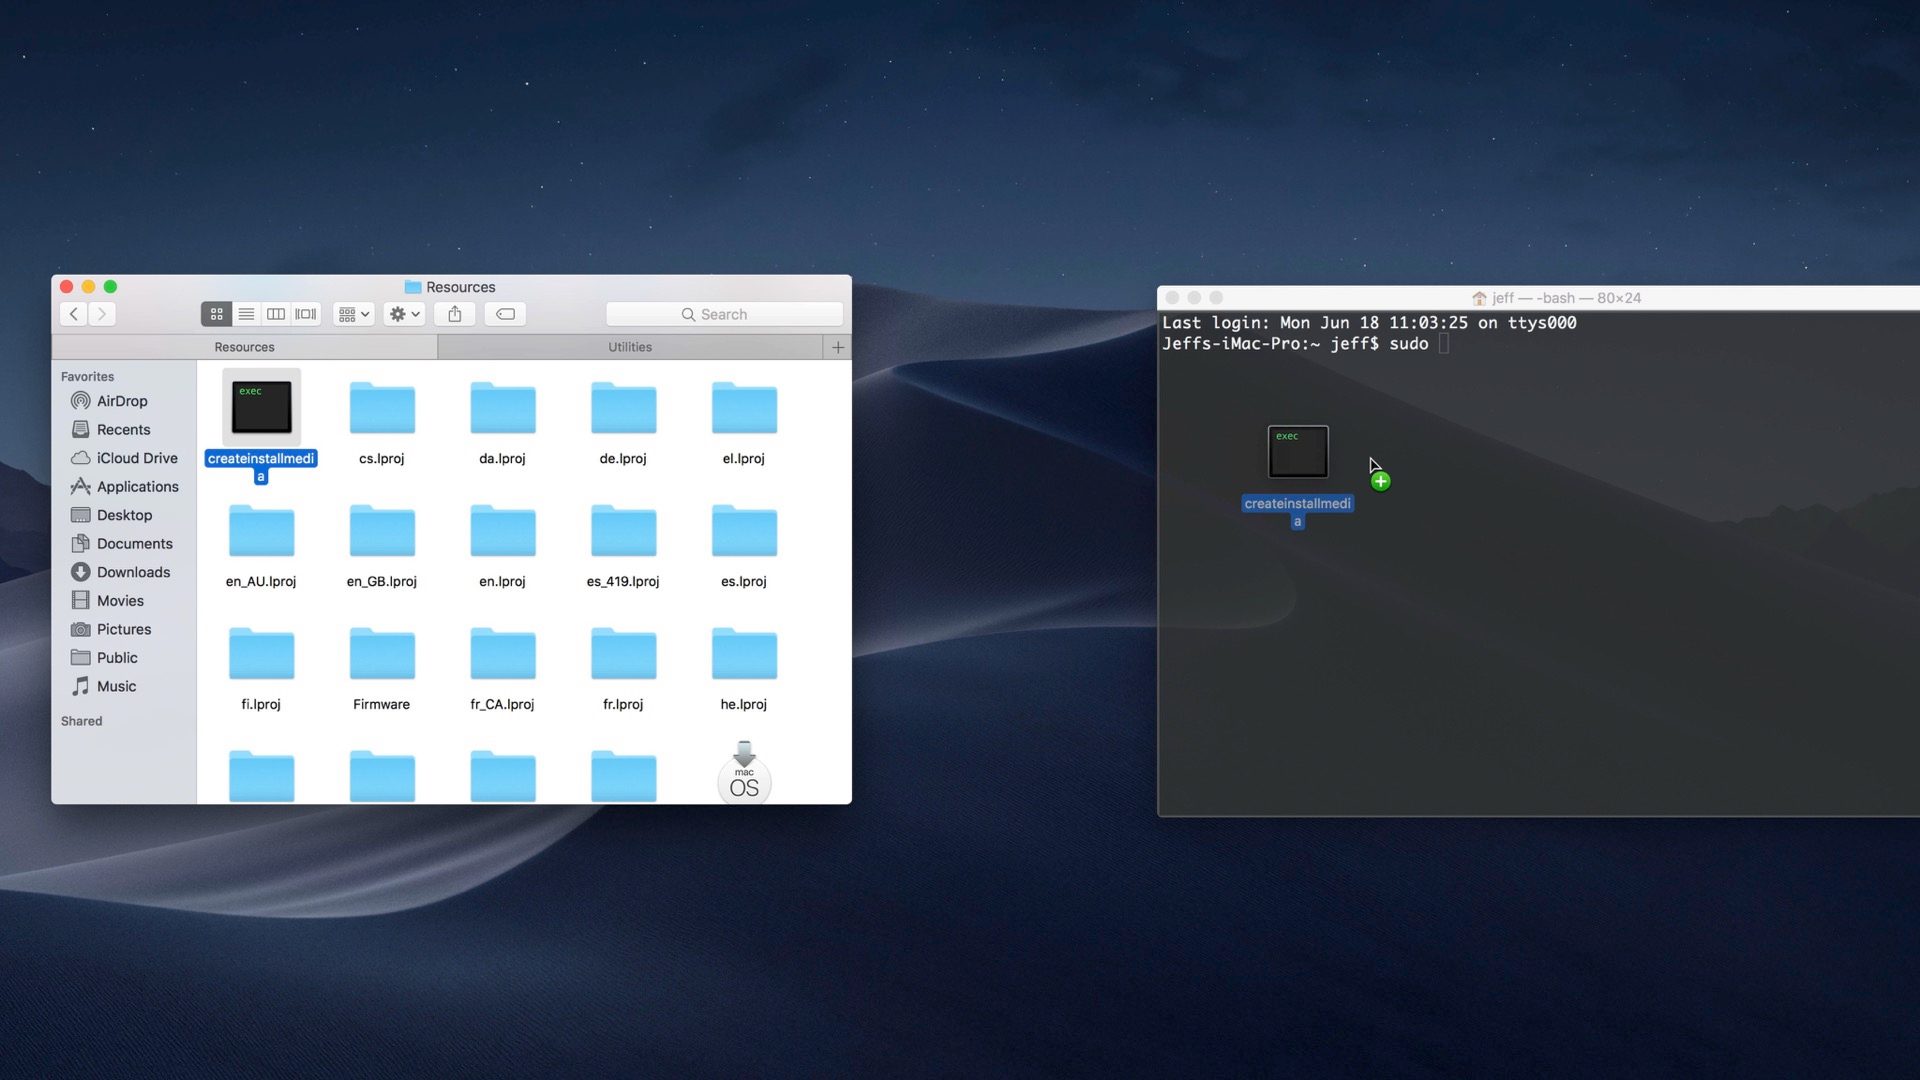 Resources
Search
Resources
Utilities
+
Favorites
AirDrop
Recents
iCloud Drive
Applications
Desktop
Documents
Downloads
Movies
Pictures
Public
Music
Shared
exec
createinstallmedi
a
cs.lproj
da.lproj
de.lproj
el.lproj
en_AU.lproj
en_GB.lproj
en.lproj
es_419.lproj
es.lproj
fi.lproj
Firmware
fr_CA.lproj
fr.lproj
he.lproj
mac
OS
jeff — -bash — 80×24
Last login: Mon Jun 18 11:03:25 on ttys000
Jeffs-iMac-Pro:~ jeff$ sudo
exec
createinstallmedi
a